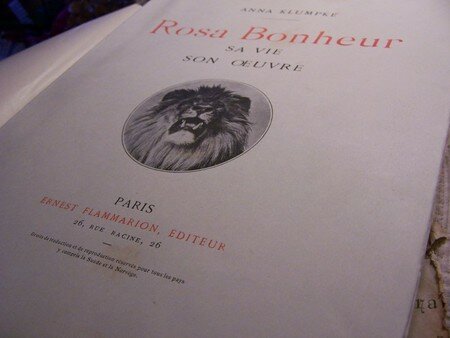 ANNA KLUMPKE
Rosa Bonheur
SA VIE
SON ŒUVRE
PARIS
ERNEST FLAMMARION, ÉDITEUR
26, RUE RACINE, 26
Droits de traduction et de reproduction réservés pour tous les pays
y compris la Suède et la Norvège.
ra